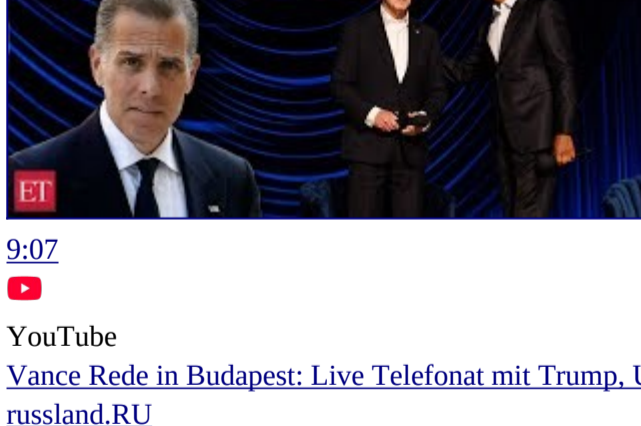 ET
9:07
YouTube
Vance Rede in Budapest: Live Telefonat mit Trump,
russland.RU